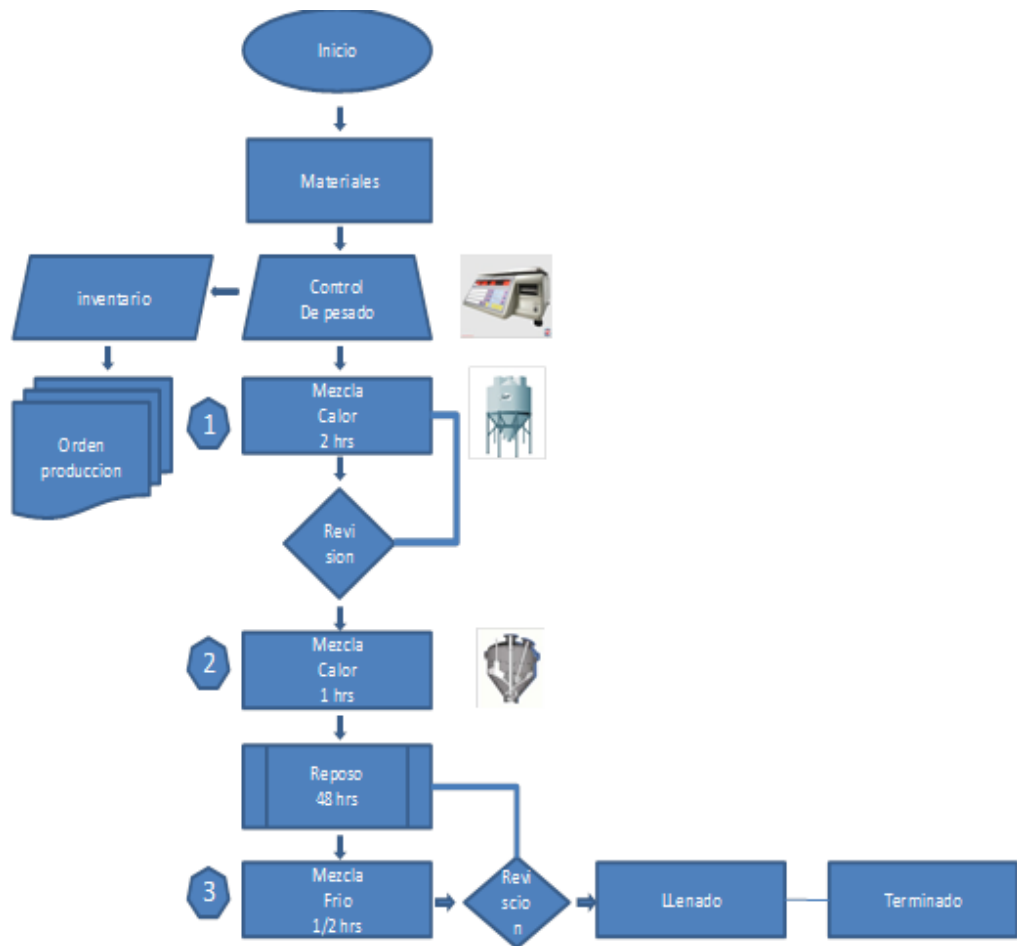 Inicio
Materiales
inventario
Control
De pesado
Orden
produccion
1
Mezcla
Calor
2 hrs
Revi
sion
2
Mezcla
Calor
1 hrs
Reposo
48 hrs
3
Mezcla
Frio
1/2 hrs
Revi
scio
n
LLenado
Terminado